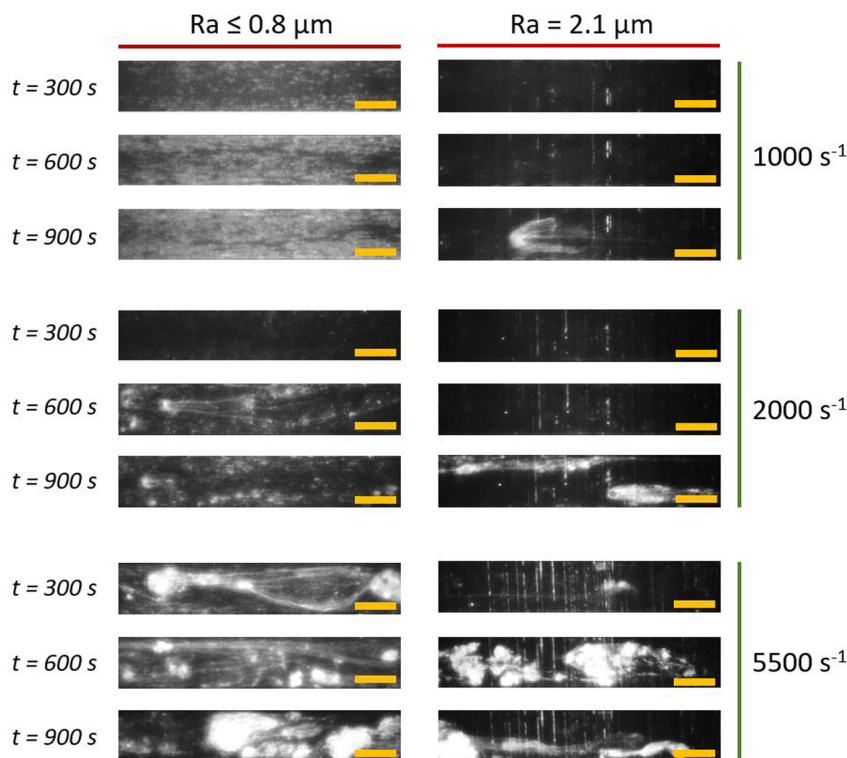 Ra ≤ 0.8 µm Ra = 2.1 µm
t = 300 s
t = 600 s
1000 s-1
t = 900 s
t = 300 s
t = 600 s
2000 s-1
t = 900 s
t = 300 s
t = 600 s
5500 s-1
t = 900 s